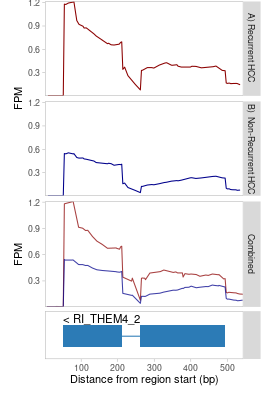 1.2
0.9
0.6
0.3
FPM
A) Recurrent HCC
1.2
0.9
0.6
0.3
B) Non-Recurrent HCC
1.2
0.9
0.6
0.3
FPM
Combined
< RI_THEM4_2
100 200 300 400 500
Distance from region start (bp)